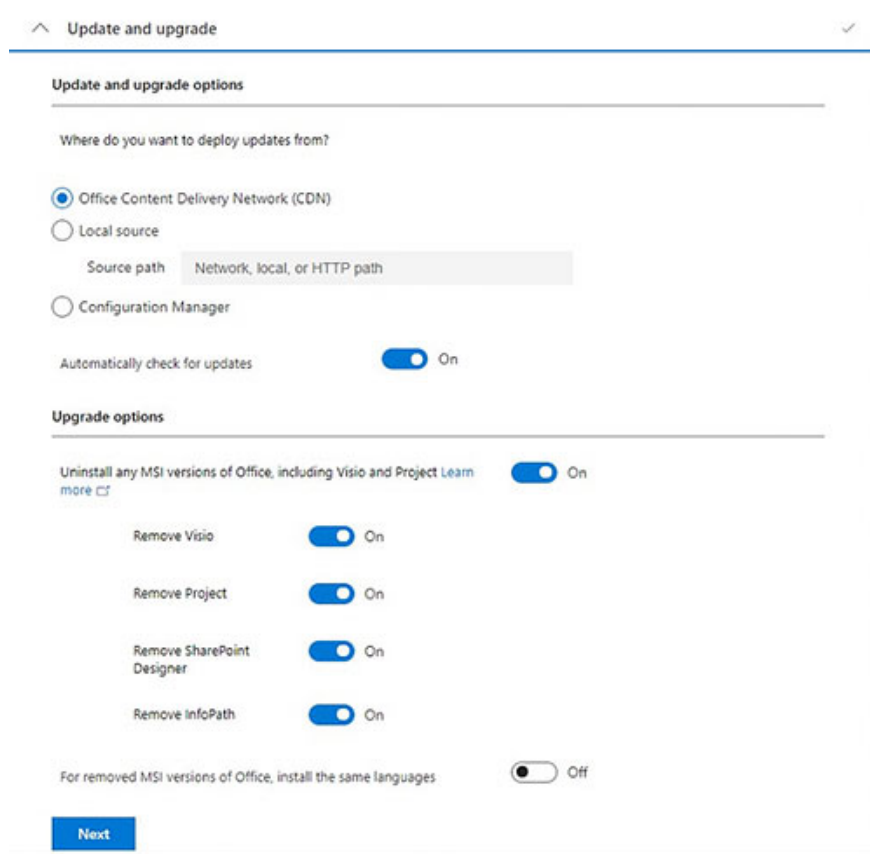 Update and upgrade
Update and upgrade options
Where do you want to deploy updates from?
Office Content Delivery Network (CDN)
Local source
Source path Network, local, or HTTP path
Configuration Manager
Automatically check for updates On
Upgrade options
Uninstall any MSI versions of Office, including Visio and Project Learn On
more
Remove Visio On
Remove Project On
Remove SharePoint On
Designer
Remove InfoPath On
For removed MSI versions of Office, install the same languages Off
Next